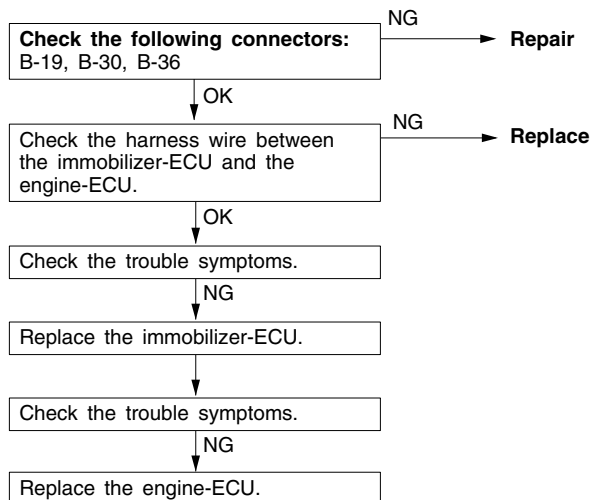 Check the following connectors:
B-19, B-30, B-36
NG
Repair
OK
Check the harness wire between
the immobilizer-ECU and the
engine-ECU.
NG
Replace
OK
Check the trouble symptoms.
NG
Replace the immobilizer-ECU.
Check the trouble symptoms.
NG
Replace the engine-ECU.